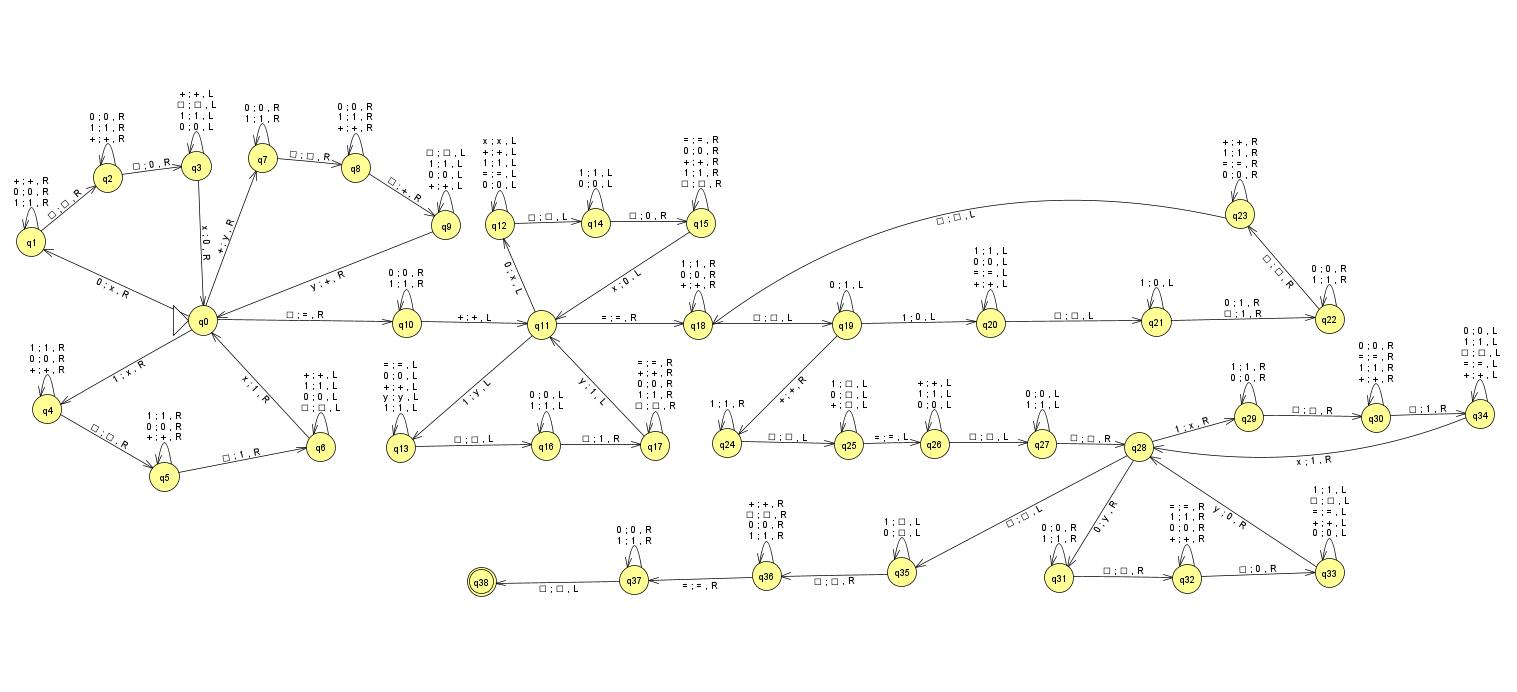 + ; + , R
0 ; 0 , R
1 ; 1 , R
q1
□ ; □ , R
0 ; 0 , R
1 ; 1 , R
+ ; + , R
q2
□ ; 0 , R
+ ; + , L
□ ; □ , L
1 ; 1 , L
0 ; 0 , L
q3
x ; 0 , R
0 ; x , R
q0
+ ; y , R
0 ; 0 , R
1 ; 1 , R
q7
□ ; □ , R
0 ; 0 , R
1 ; 1 , R
+ ; + , R
q8
□ ; + , R
□ ; □ , L
1 ; 1 , L
0 ; 0 , L
+ ; + , L
q9
y ; + , R
□ ; = , R
0 ; 0 , R
1 ; 1 , R
q10
+ ; + , L
q11
0 ; x , L
x ; x , L
+ ; + , L
1 ; 1 , L
= ; = , L
0 ; 0 , L
q12
□ ; □ , L
1 ; 1 , L
0 ; 0 , L
q14
□ ; 0 , R
= ; = , R
0 ; 0 , R
+ ; + , R
1 ; 1 , R
□ ; □ , R
q15
x ; 0 , L
= ; = , R
1 ; 1 , R
0 ; 0 , R
+ ; + , R
q18
□ ; □ , L
0 ; 1 , L
q19
1 ; 0 , L
1 ; 1 , L
0 ; 0 , L
= ; = , L
+ ; + , L
q20
□ ; □ , L
1 ; 0 , L
q21
0 ; 1 , R
□ ; 1 , R
0 ; 0 , R
1 ; 1 , R
q22
□ ; □ , R
+ ; + , R
1 ; 1 , R
= ; = , R
0 ; 0 , R
q23
□ ; □ , L
1 ; x , R
1 ; 1 , R
0 ; 0 , R
+ ; + , R
q4
□ ; □ , R
1 ; 1 , R
0 ; 0 , R
+ ; + , R
q5
□ ; 1 , R
+ ; + , L
1 ; 1 , L
0 ; 0 , L
□ ; □ , L
q6
x ; 1 , R
1 ; y , L
= ; = , L
0 ; 0 , L
+ ; + , L
y ; y , L
1 ; 1 , L
q13
□ ; □ , L
0 ; 0 , L
1 ; 1 , L
q16
□ ; 1 , R
= ; = , R
+ ; + , R
0 ; 0 , R
1 ; 1 , R
□ ; □ , R
q17
y ; 1 , L
+ ; + , R
1 ; 1 , R
q24
□ ; □ , L
1 ; □ , L
0 ; □ , L
+ ; □ , L
q25
= ; = , L
+ ; + , L
1 ; 1 , L
0 ; 0 , L
q26
□ ; □ , L
0 ; 0 , L
1 ; 1 , L
q27
□ ; □ , R
q28
1 ; x , R
1 ; 1 , R
0 ; 0 , R
q29
□ ; □ , R
0 ; 0 , R
= ; = , R
1 ; 1 , R
+ ; + , R
q30
□ ; 1 , R
0 ; 0 , L
1 ; 1 , L
□ ; □ , L
= ; = , L
+ ; + , L
q34
x ; 1 , R
0 ; y , R
0 ; 0 , R
1 ; 1 , R
q31
□ ; □ , R
= ; = , R
1 ; 1 , R
0 ; 0 , R
+ ; + , R
q32
□ ; 0 , R
1 ; 1 , L
□ ; □ , L
= ; = , L
+ ; + , L
0 ; 0 , L
q33
y ; 0 , R
□ ; □ , L
1 ; □ , L
0 ; □ , L
q35
□ ; □ , R
+ ; + , R
□ ; □ , R
0 ; 0 , R
1 ; 1 , R
q36
= ; = , R
0 ; 0 , R
1 ; 1 , R
q37
□ ; □ , L
q38